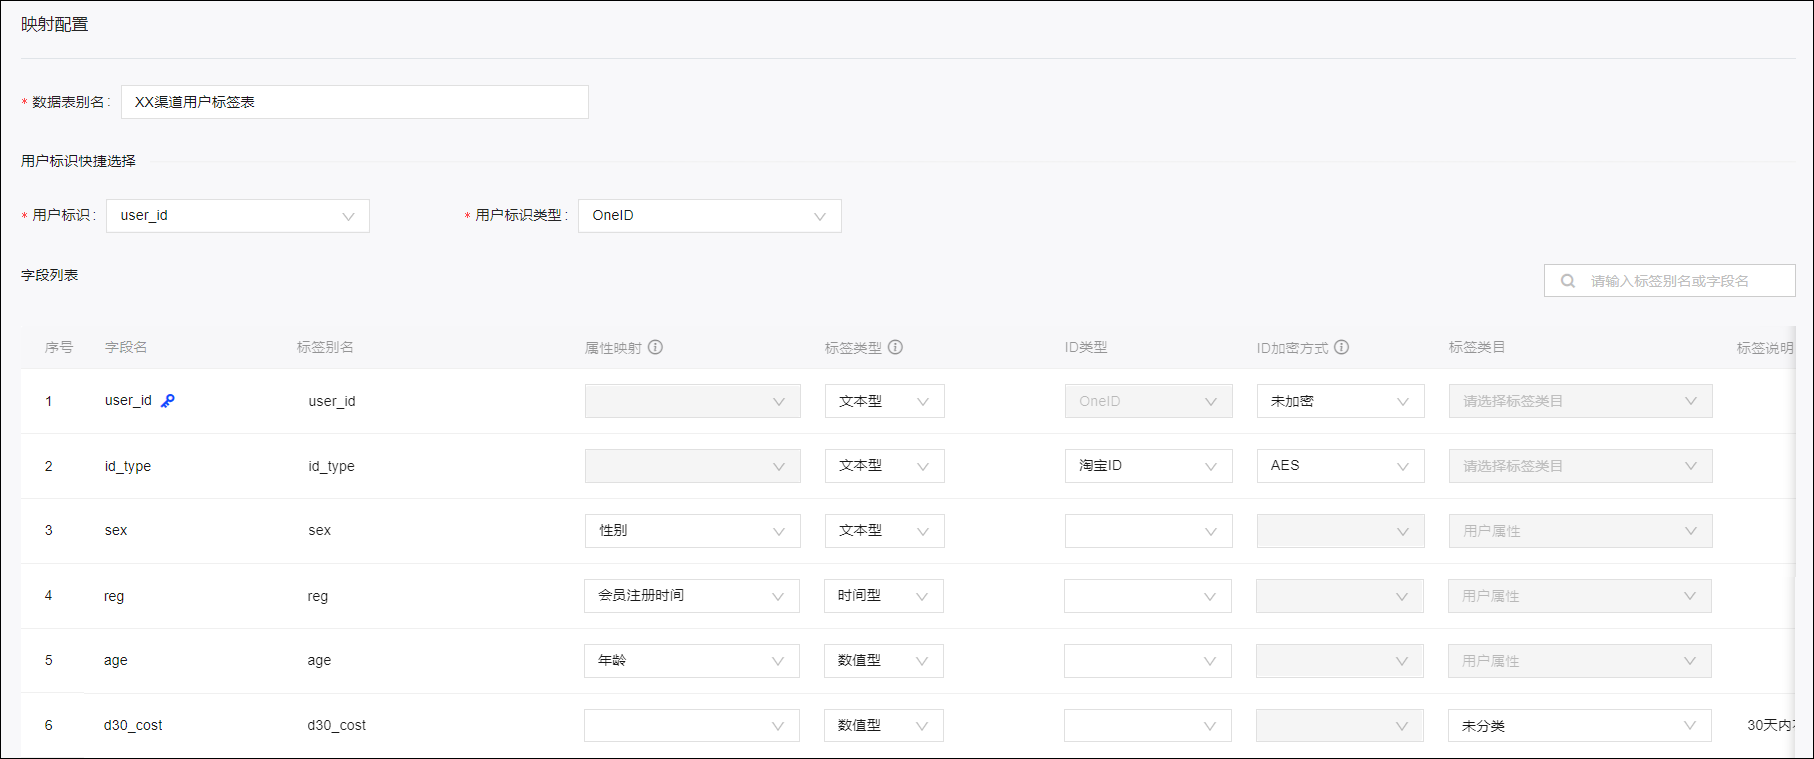 映射配置
* 数据表别名: XX渠道用户标签表
用户标识快捷选择
* 用户标识: user_id * 用户标识类型: OneID
字段列表
请输入标签别名或字段名
序号 字段名 标签别名 属性映射 标签类型 ID类型 ID加密方式 标签类目 标签说明
1 user_id user_id 文本型 OneID 未加密 请选择标签类目
2 id_type id_type 文本型 淘宝ID AES 请选择标签类目
3 sex sex 性别 文本型 用户属性
4 reg reg 会员注册时间 时间型 用户属性
5 age age 年龄 数值型 用户属性
6 d30_cost d30_cost 数值型 未分类 30天内